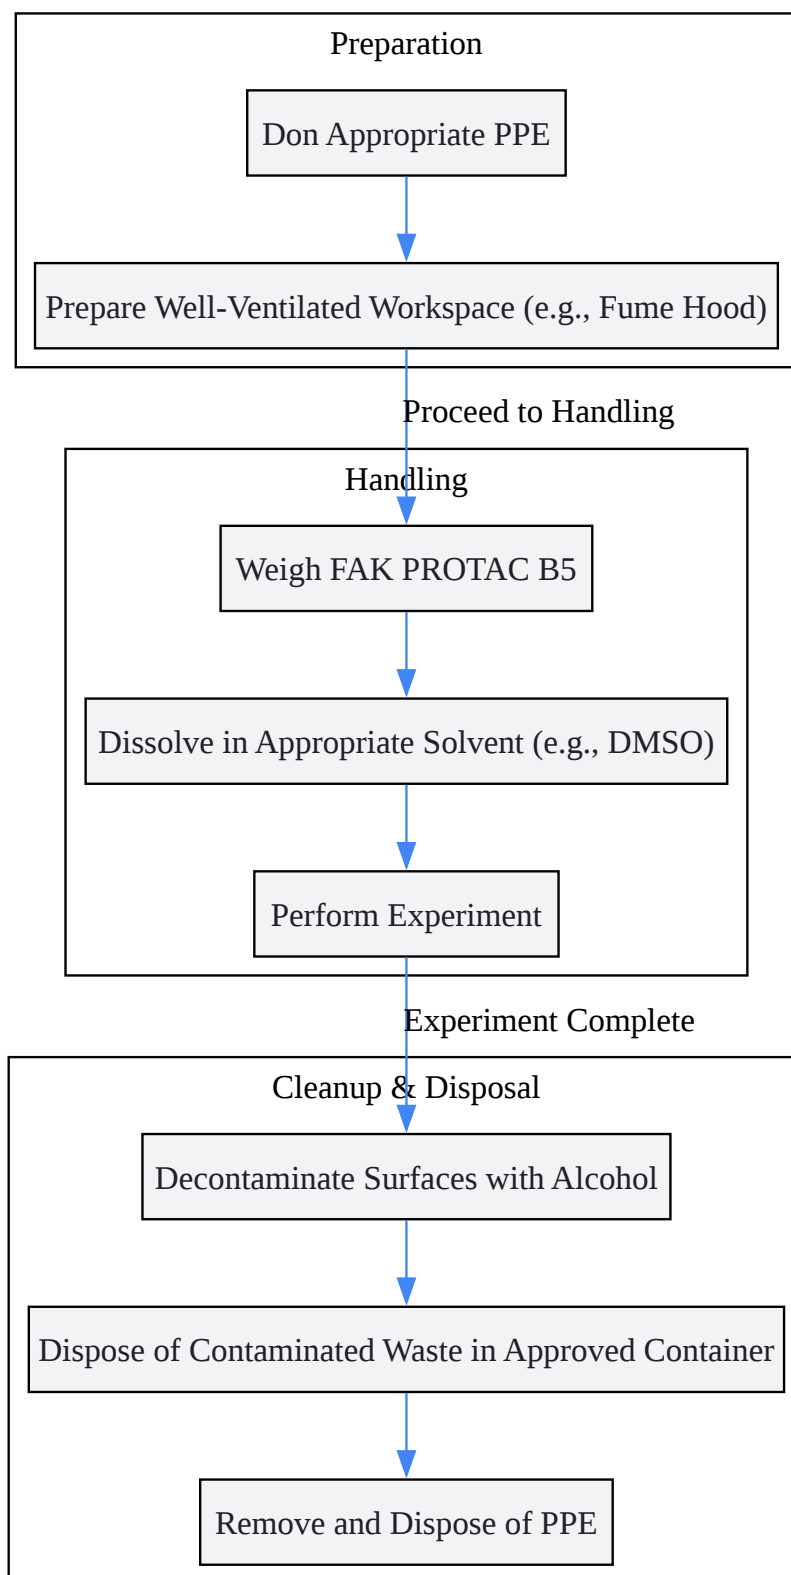 Preparation
Don Appropriate PPE
Prepare Well-Ventilated Workspace (e.g., Fume Hood)
Proceed to Handling
Handling
Weigh FAK PROTAC B5
Dissolve in Appropriate Solvent (e.g., DMSO)
Perform Experiment
Experiment Complete
Cleanup & Disposal
Decontaminate Surfaces with Alcohol
Dispose of Contaminated Waste in Approved Container
Remove and Dispose of PPE